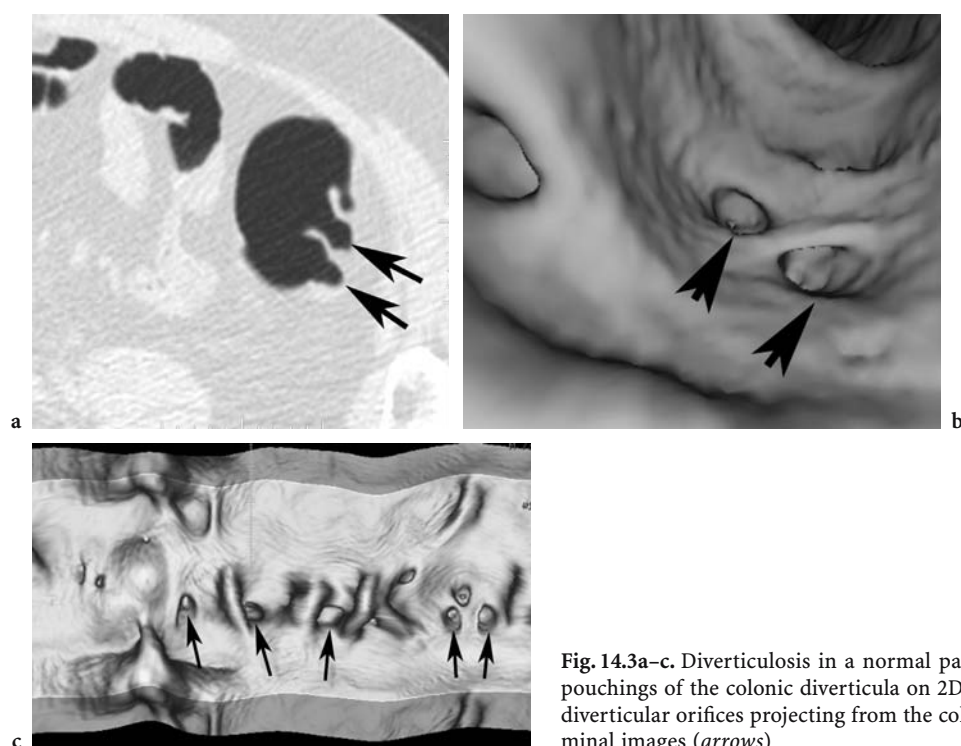 a
b
c
Fig. 14.3a–c. Diverticulosis in a normal pa
pouchings of the colonic diverticula on 2D
diverticular orifices projecting from the col
minal images (arrows)